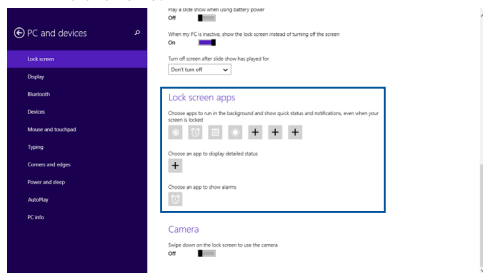 Play a slide show when using battery power
Off
PC and devices
When my PC is inactive, show the lock screen instead of turning off the screen
On
Lock screen
Turn off screen after slide show has played for
Don't turn off
Display
Bluetooth
Lock screen apps
Devices
Choose apps to run in the background and show quick status and notifications, even when your
screen is locked
Mouse and touchpad
Typing
Choose an app to display detailed status
Corners and edges
Power and sleep
Choose an app to show alarms
AutoPlay
PC info
Camera
Swipe down on the lock screen to use the camera
Off